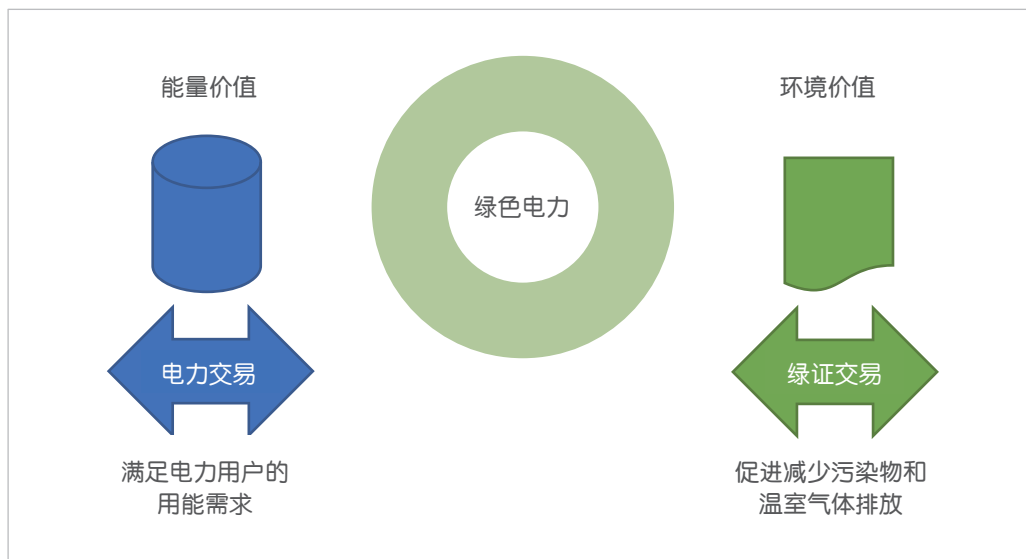 能量价值
环境价值
绿色电力
电力交易
绿证交易
满足电力用户的
用能需求
促进减少污染物和
温室气体排放